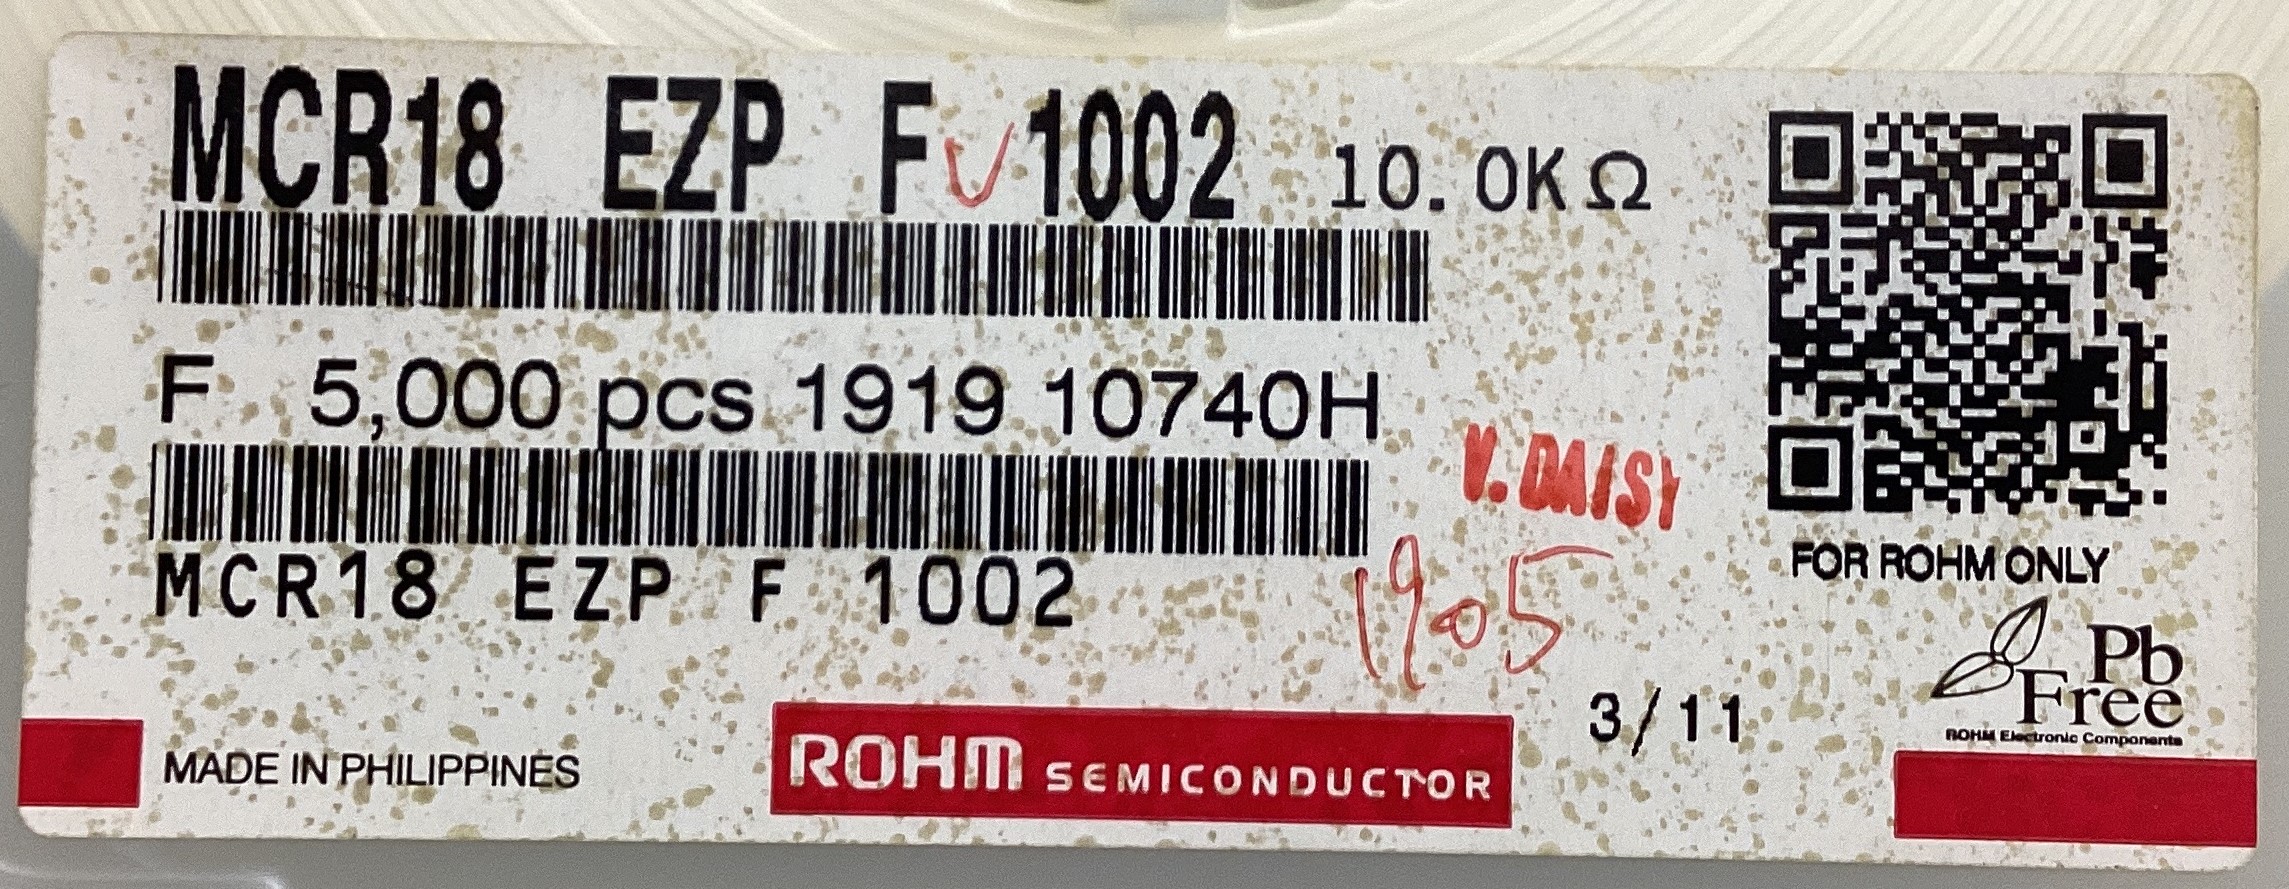 MCR18 EZP F 1002 10.0KΩ
F 5,000 pcs 1919 10740H
V.DAISY
MCR18 EZP F 1002
1905
FOR ROHM ONLY
Pb
Free
ROHM Electronic Components
3/11
MADE IN PHILIPPINES
ROHM SEMICONDUCTOR